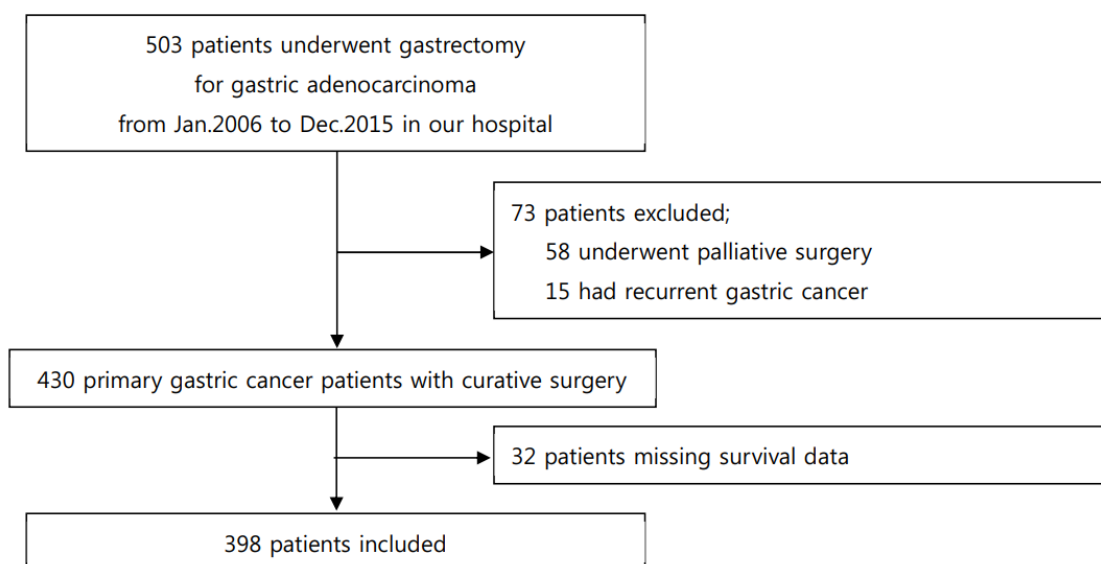 503 patients underwent gastrectomy
for gastric adenocarcinoma
from Jan.2006 to Dec.2015 in our hospital
73 patients excluded;
58 underwent palliative surgery
15 had recurrent gastric cancer
430 primary gastric cancer patients with curative surgery
32 patients missing survival data
398 patients included